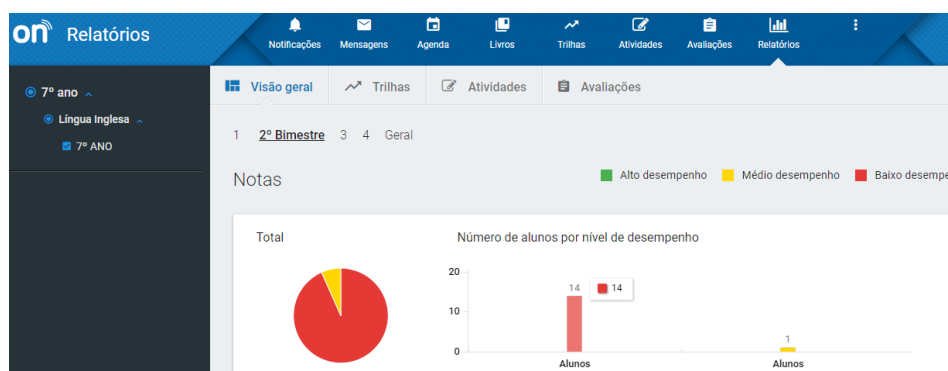 on Relatórios
Notificações Mensagens Agenda Livros Trilhas Atividades Avaliações Relatórios
7º ano
Língua Inglesa
7º ANO
Visão geral Trilhas Atividades Avaliações
1 2º Bimestre 3 4 Geral
Notas
Alto desempenho Médio desempenho Baixo desempe
Total
Número de alunos por nível de desempenho
20
14 14
10
1
0
Alunos Alunos